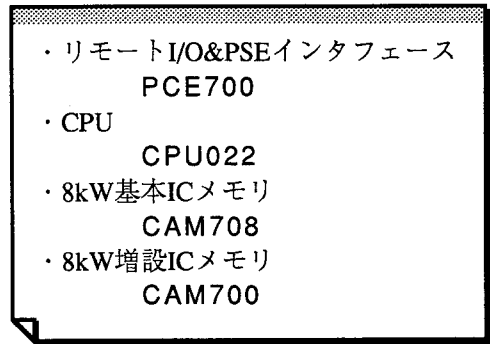 ・リモートI/O&PSEインタフェース
PCE700
・CPU
CPU022
・8kW基本ICメモリ
CAM708
・8kW増設ICメモリ
CAM700